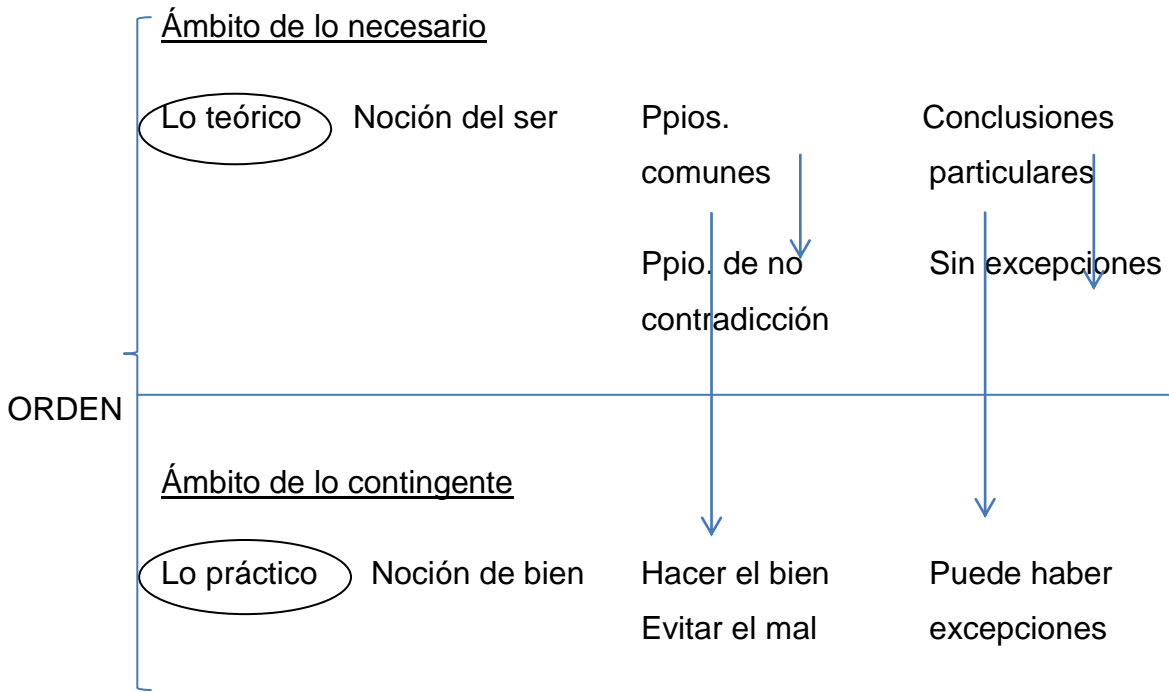 Ámbito de lo necesario
Lo teórico Noción del ser Ppios. Conclusiones
comunes particulares
Ppio. de no Sin excepciones
contradicción
ORDEN
Ámbito de lo contingente
Lo práctico Noción de bien Hacer el bien Puede haber
Evitar el mal excepciones